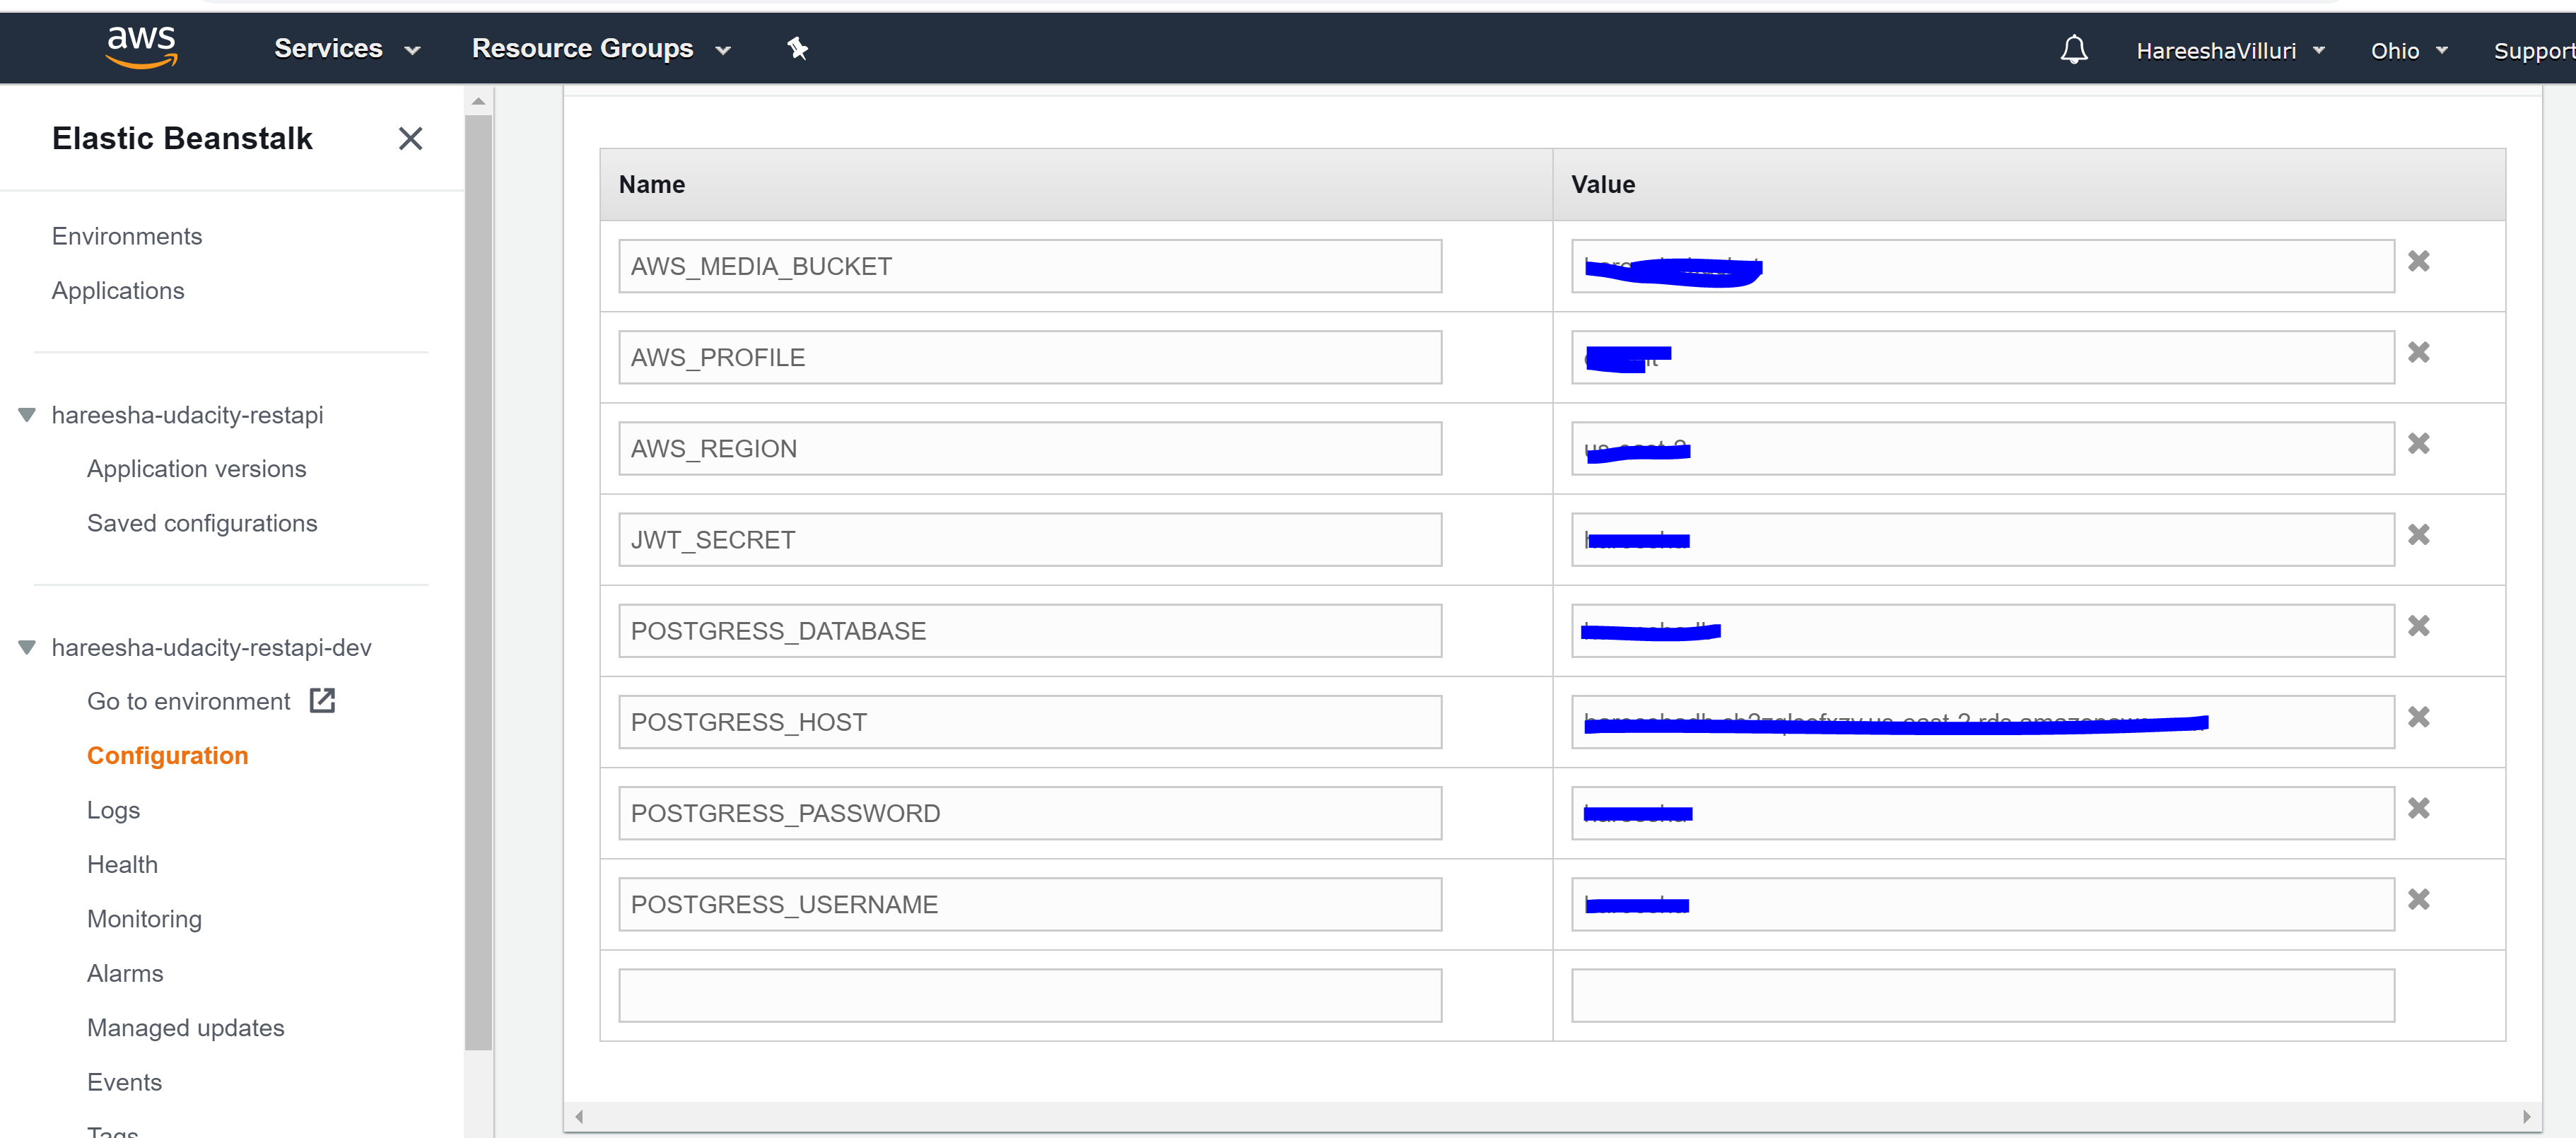 aws
Services
Resource Groups
HareeshaVilluri
Ohio
Support
Elastic Beanstalk
Environments
Applications
hareesha-udacity-restapi
Application versions
Saved configurations
hareesha-udacity-restapi-dev
Go to environment
Configuration
Logs
Health
Monitoring
Alarms
Managed updates
Events
Tags
Name Value
AWS_MEDIA_BUCKET
AWS_PROFILE
AWS_REGION
JWT_SECRET
POSTGRESS_DATABASE
POSTGRESS_HOST
POSTGRESS_PASSWORD
POSTGRESS_USERNAME